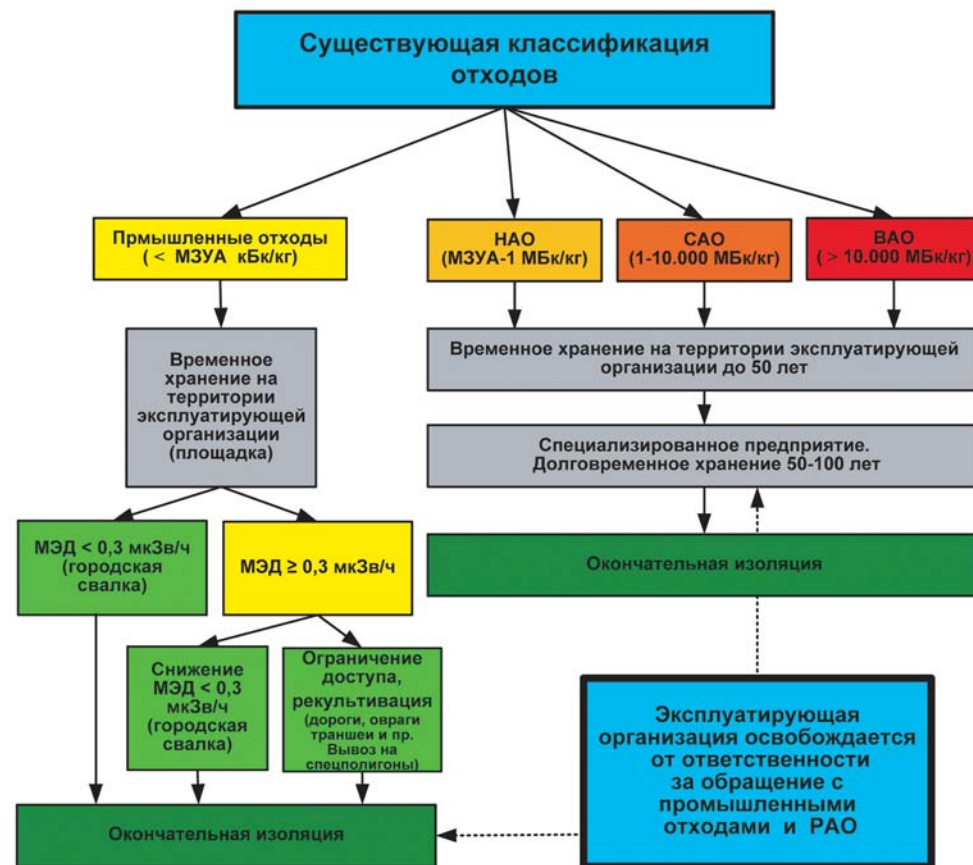 Существующая классификация
отходов
Прмышленные отходы
( < МЗУА кБк/кг)
НАО
(МЗУА-1 МБк/кг)
САО
(1-10.000 МБк/кг)
ВАО
( > 10.000 МБк/кг)
Временное
хранение на
территории
эксплуатирующей
организации
(площадка)
Временное хранение на территории эксплуатирующей
организации до 50 лет
Специализированное предприятие.
Долговременное хранение 50-100 лет
МЭД < 0,3 мкЗв/ч
(городская
свалка)
МЭД ≥ 0,3 мкЗв/ч
Окончательная изоляция
Снижение
МЭД < 0,3
мкЗв/ч
(городская
свалка)
Ограничение
доступа,
рекультивация
(дороги, овраги
траншеи и пр.
Вывоз на
спецполигоны)
Эксплуатирующая
организация освобождается
от ответственности
за обращение с
промышленными
отходами и РАО
Окончательная изоляция